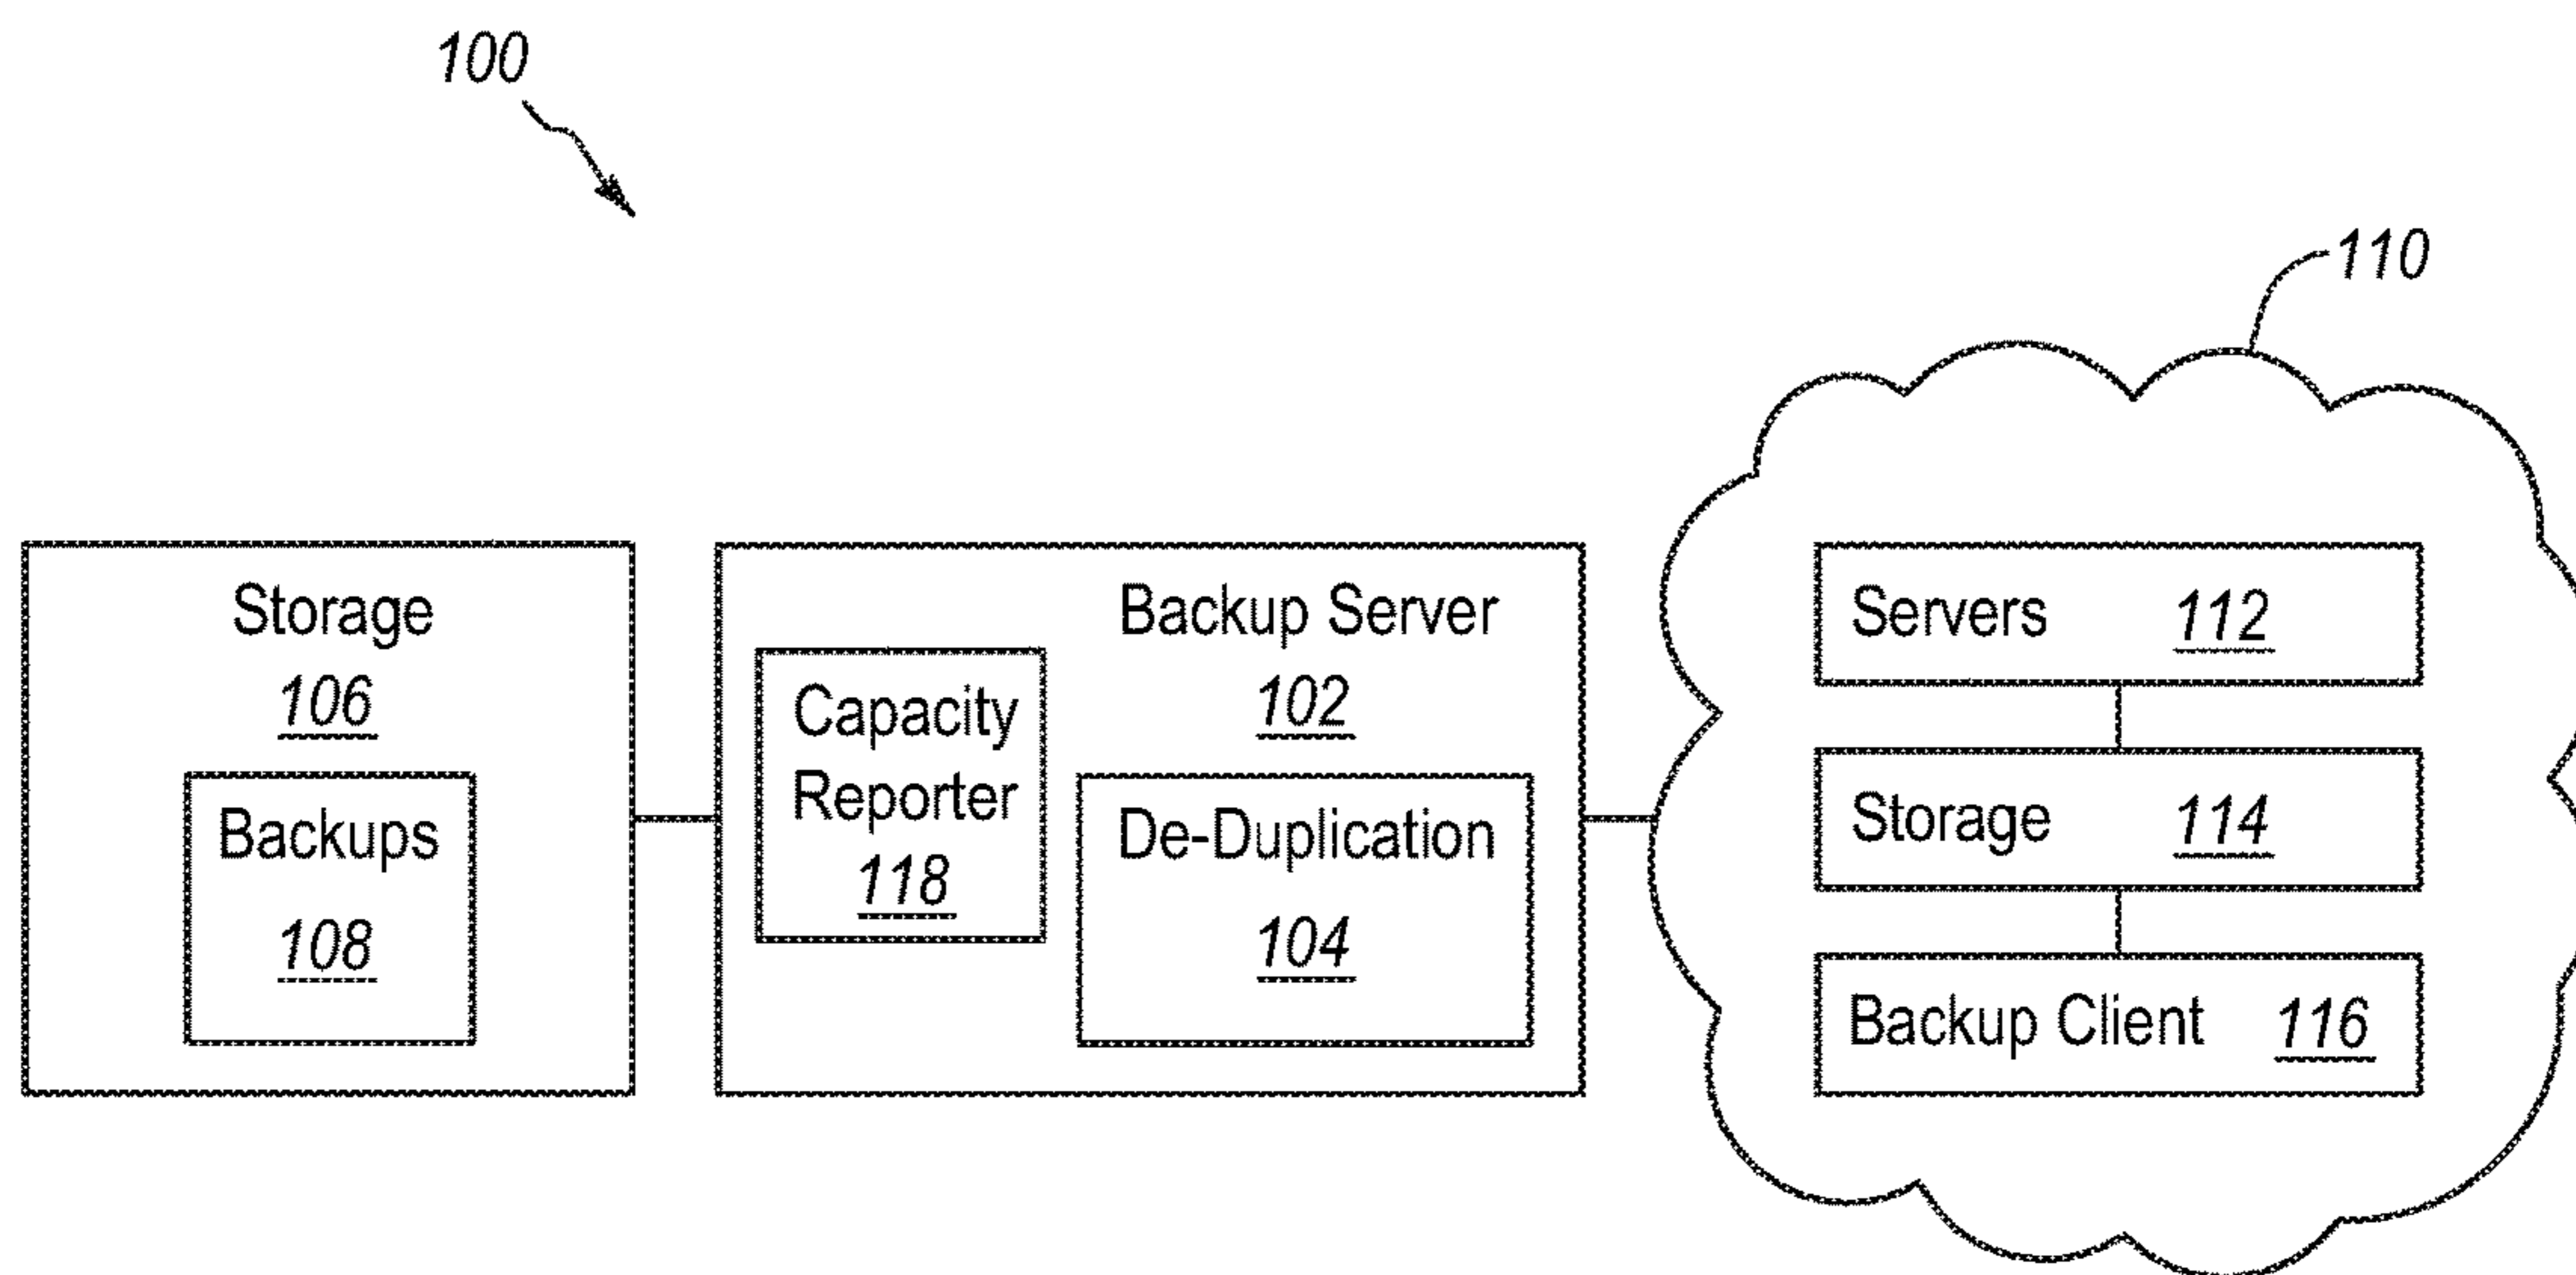 100
110
Storage
106
Backups
108
Backup Server
102
Capacity
Reporter
118
De-Duplication
104
Servers 112
Storage 114
Backup Client 116